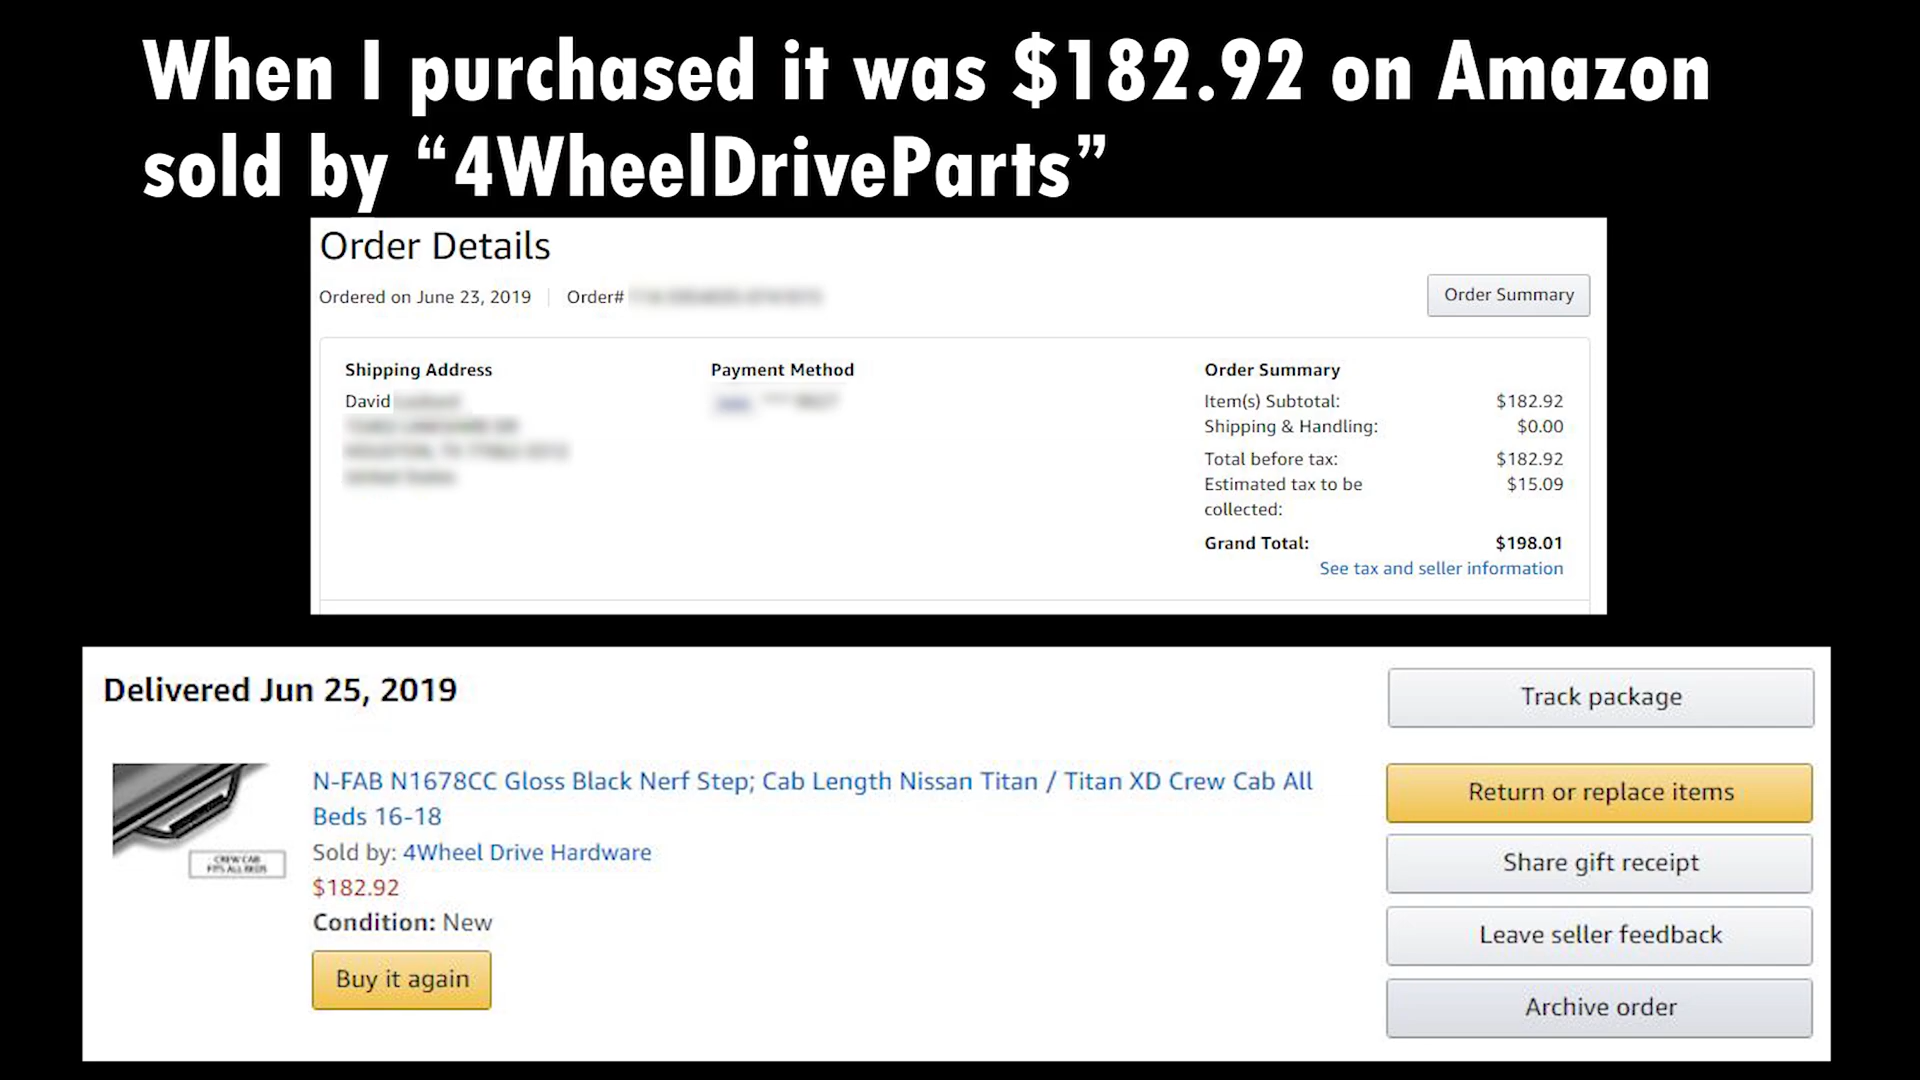 When I purchased it was $182.92 on Amazon
sold by “4WheelDriveParts”
Order Details
Ordered on June 23, 2019 Order#
Order Summary
Shipping Address
David
Payment Method
Order Summary
Item(s) Subtotal: $182.92
Shipping & Handling: $0.00
Total before tax: $182.92
Estimated tax to be $15.09
collected:
Grand Total: $198.01
See tax and seller information
Delivered Jun 25, 2019
CREW CAB
FITS ALL BEDS
N-FAB N1678CC Gloss Black Nerf Step; Cab Length Nissan Titan / Titan XD Crew Cab All
Beds 16-18
Sold by: 4Wheel Drive Hardware
$182.92
Condition: New
Buy it again
Track package
Return or replace items
Share gift receipt
Leave seller feedback
Archive order